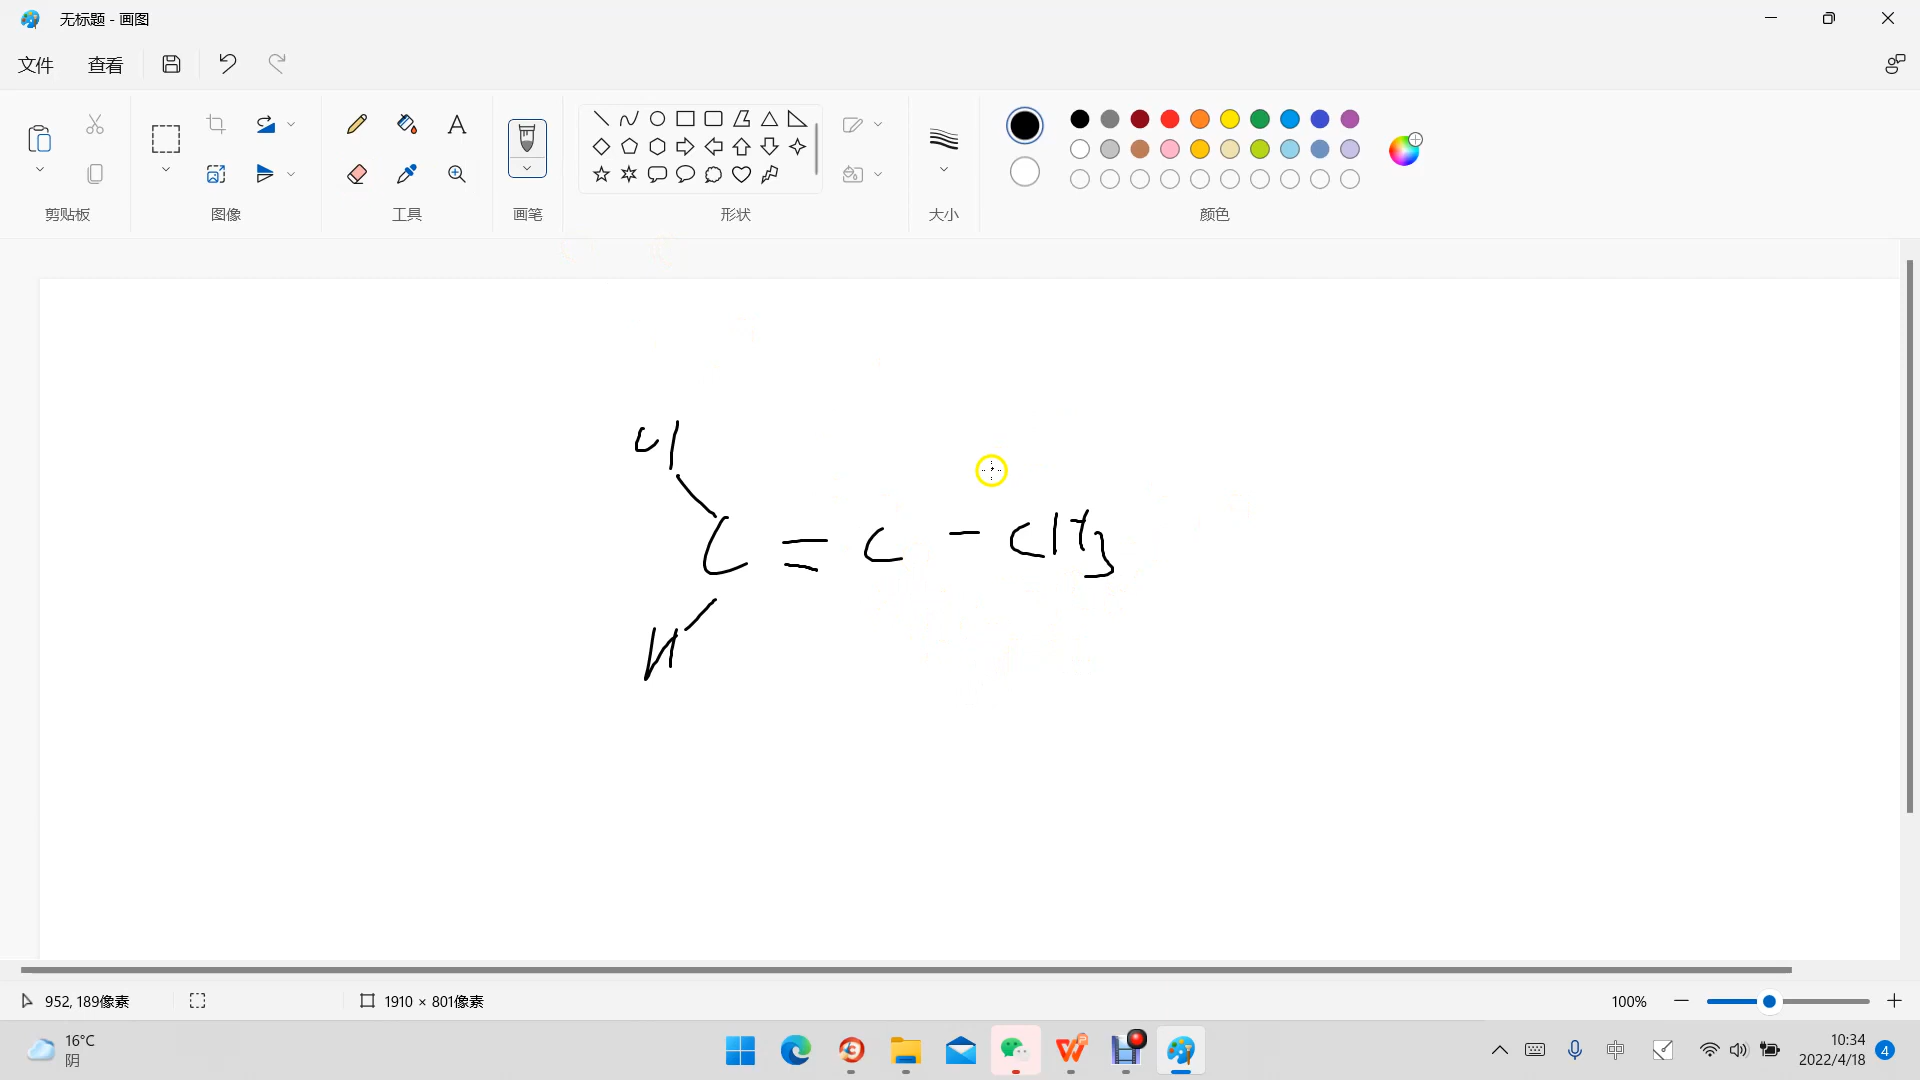 无标题 - 画图
文件 查看
剪贴板 图像 工具 画笔 形状 大小 颜色
Cl
C = C - CH3
H
952, 189像素 1910 × 801像素 100%
16°C
阴
中 10:34
2022/4/18 4